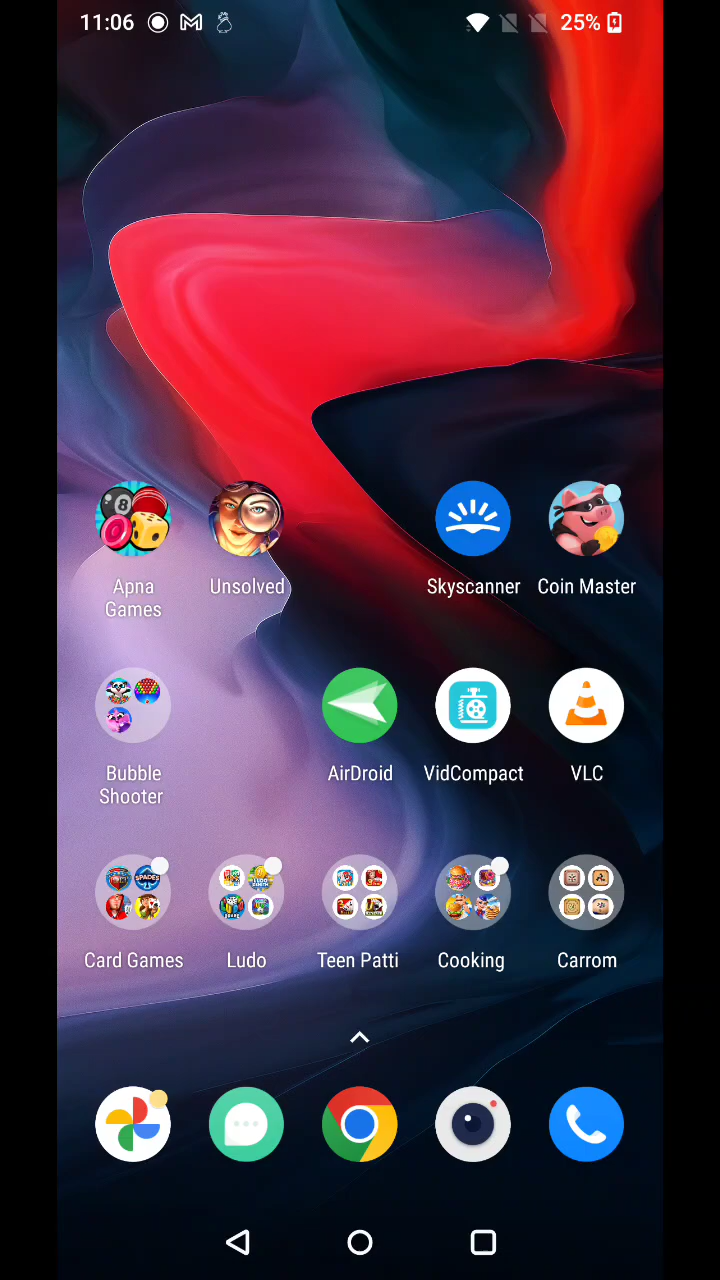 11:06
25%
Apna
Games
Unsolved
Skyscanner
Coin Master
Bubble
Shooter
AirDroid
VidCompact
VLC
SPADES
Card Games
Ludo
Teen Patti
Cooking
Carrom